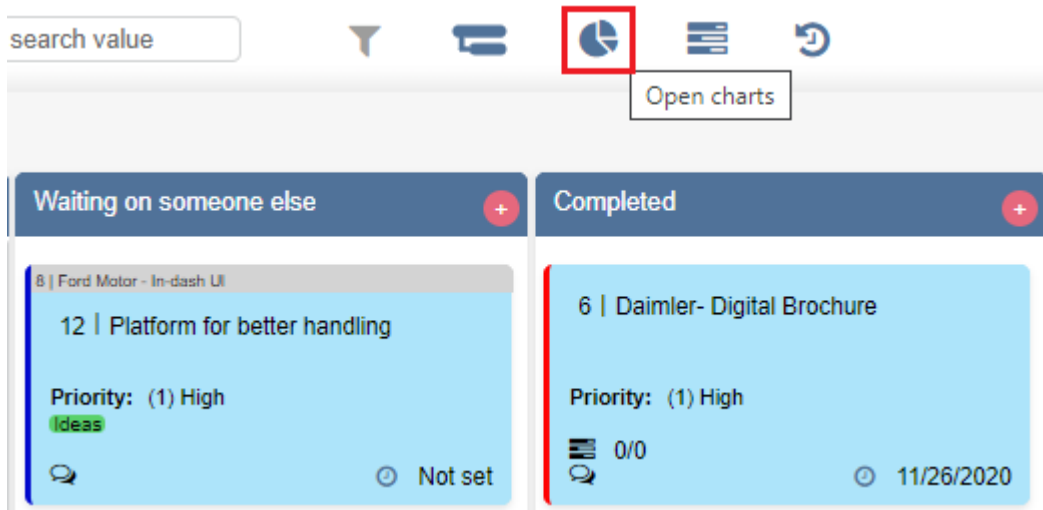 search value
Open charts
Waiting on someone else
+
Completed
+
8 | Ford Motor - In-dash UI
12 | Platform for better handling
Priority: (1) High
Ideas
Not set
6 | Daimler- Digital Brochure
Priority: (1) High
0/0
11/26/2020